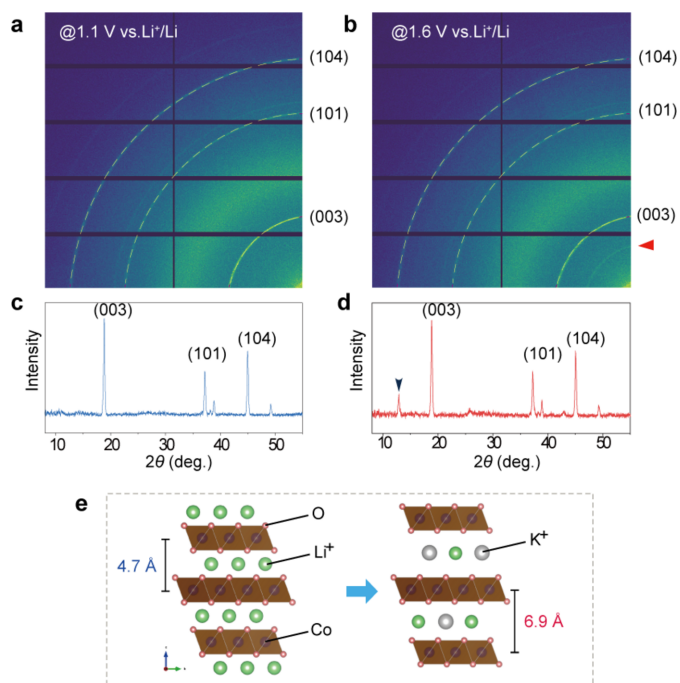 a
@1.1 V vs.Li⁺/Li
(104)
(101)
(003)
b
@1.6 V vs.Li⁺/Li
(104)
(101)
(003)
c
(003)
(101)
(104)
Intensity
10 20 30 40 50
2θ (deg.)
d
(003)
(101)
(104)
Intensity
10 20 30 40 50
2θ (deg.)
e
O
Li⁺
4.7 Å
Co
K⁺
6.9 Å